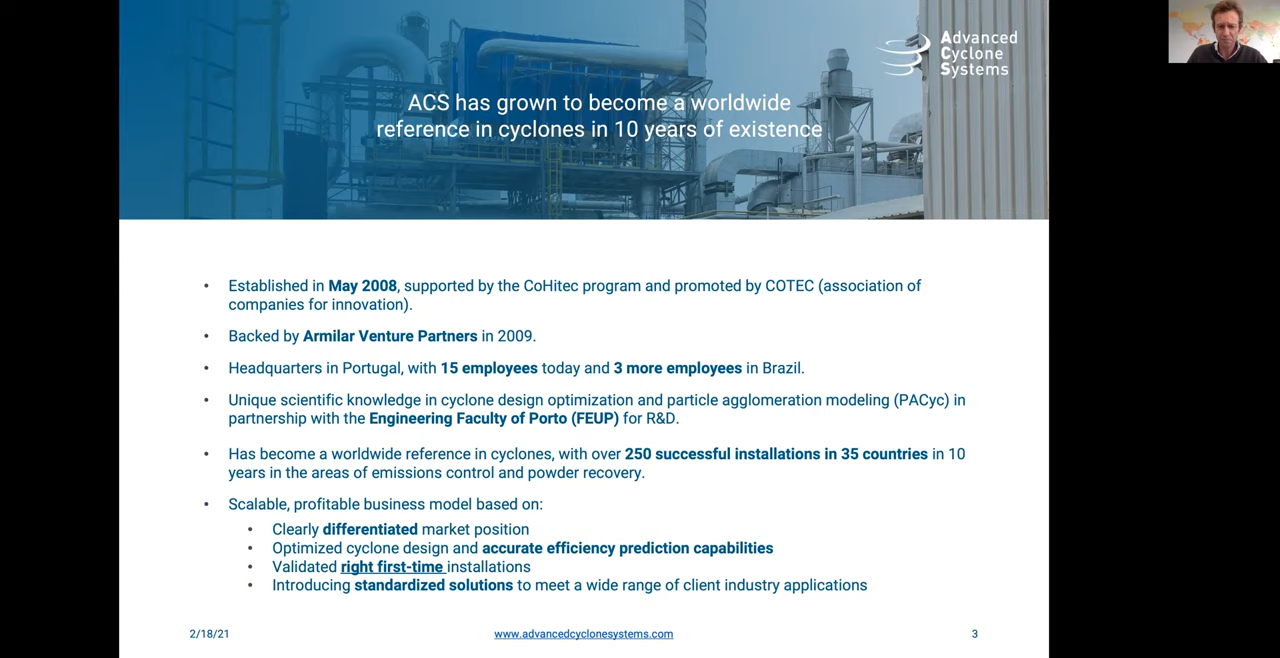 Advanced
Cyclone
Systems
ACS has grown to become a worldwide
reference in cyclones in 10 years of existence
• Established in May 2008, supported by the CoHitec program and promoted by COTEC (association of
companies for innovation).
• Backed by Armilar Venture Partners in 2009.
• Headquarters in Portugal, with 15 employees today and 3 more employees in Brazil.
• Unique scientific knowledge in cyclone design optimization and particle agglomeration modeling (PACyc) in
partnership with the Engineering Faculty of Porto (FEUP) for R&D.
• Has become a worldwide reference in cyclones, with over 250 successful installations in 35 countries in 10
years in the areas of emissions control and powder recovery.
• Scalable, profitable business model based on:
• Clearly differentiated market position
• Optimized cyclone design and accurate efficiency prediction capabilities
• Validated right first-time installations
• Introducing standardized solutions to meet a wide range of client industry applications
2/18/21
www.advancedcyclonesystems.com
3